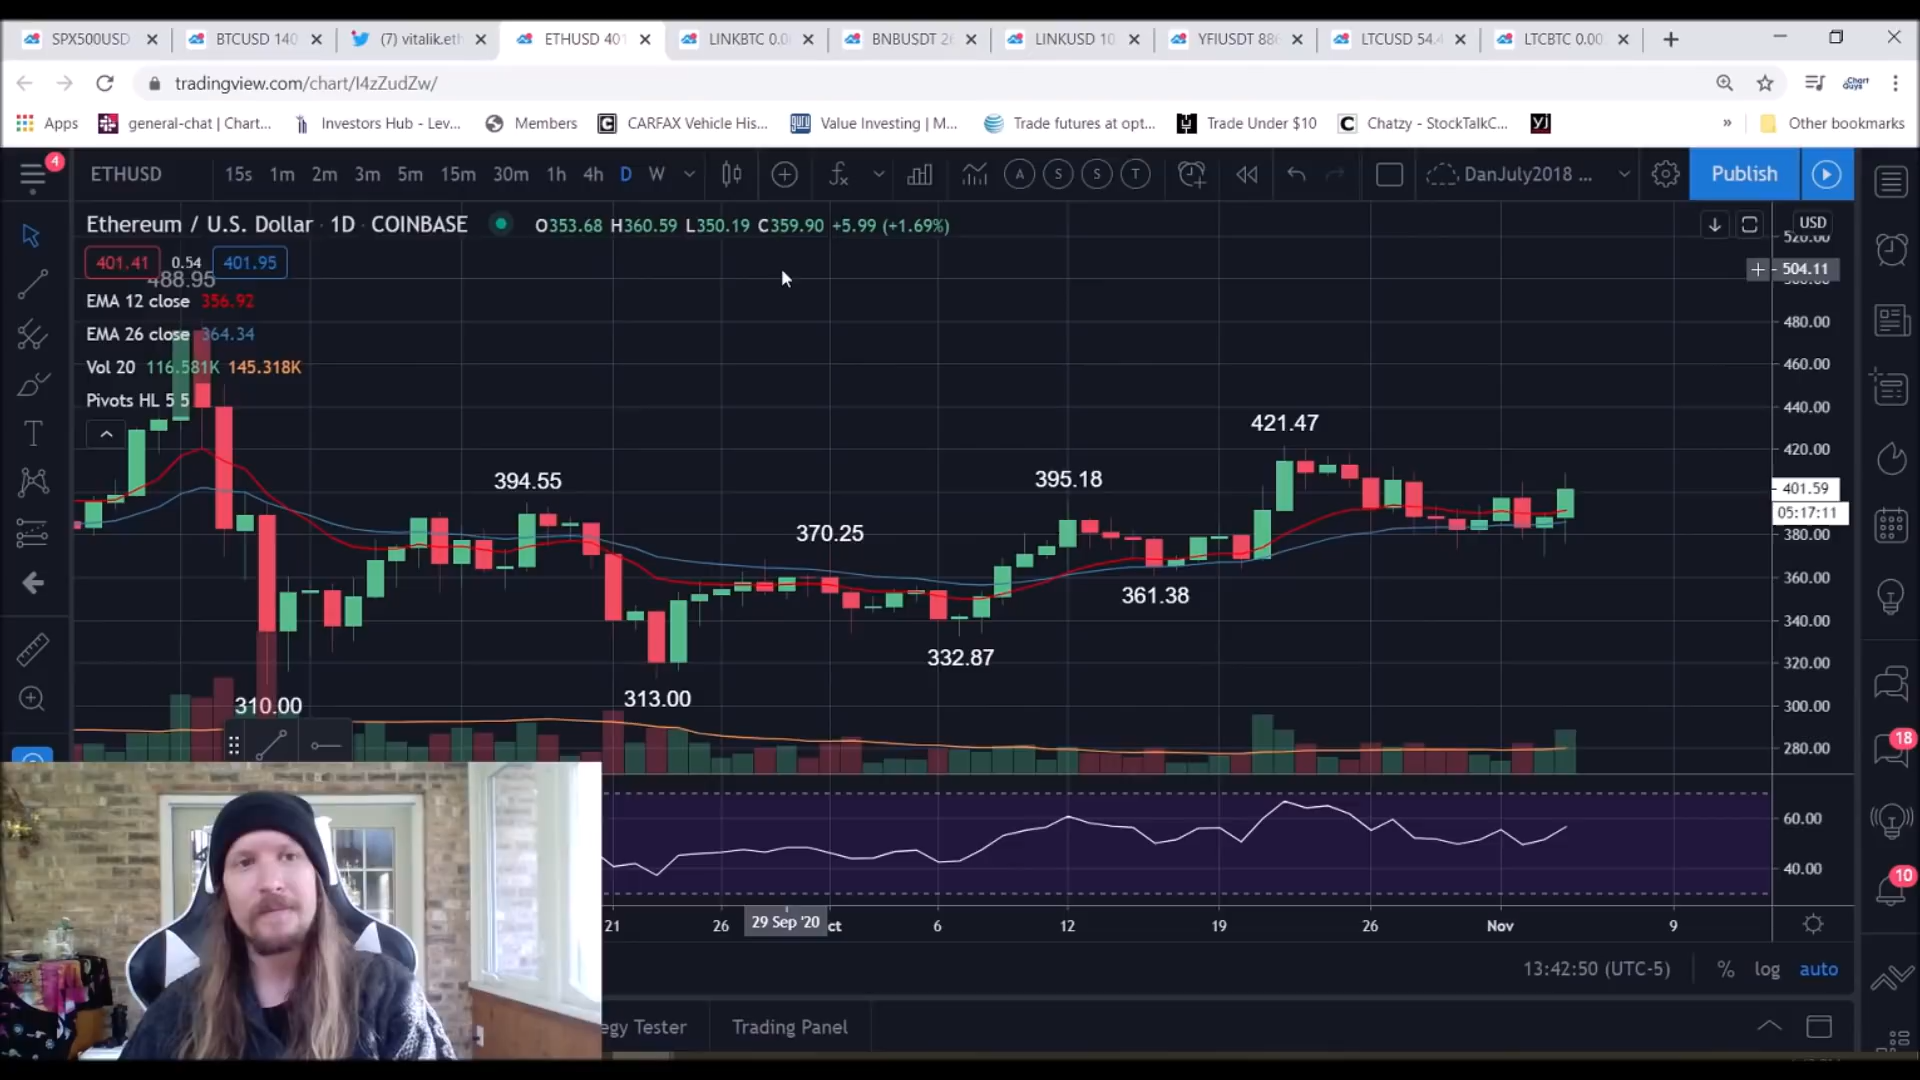 SPX500USD
BTCUSD 140
(7) vitalik.eth
ETHUSD 401
LINKBTC 0.0
BNBUSDT 26
LINKUSD 10
YFIUSDT 886
LTCUSD 54.4
LTCBTC 0.00
tradingview.com/chart/I4zZudZw/
Chart Guys
Apps
general-chat | Chart...
Investors Hub - Lev...
Members
CARFAX Vehicle His...
guru Value Investing | M...
Trade futures at opt...
Trade Under $10
Chatzy - StockTalkC...
YJ
»
Other bookmarks
4
ETHUSD
15s 1m 2m 3m 5m 15m 30m 1h 4h D W
A S S T
DanJuly2018 ...
Publish
Ethereum / U.S. Dollar · 1D · COINBASE
O353.68 H360.59 L350.19 C359.90 +5.99 (+1.69%)
USD
520.00
401.41 0.54 401.95
504.11
488.95
EMA 12 close 356.92
480.00
EMA 26 close 364.34
460.00
Vol 20 116.581K 145.318K
Pivots HL 5 5
440.00
421.47
420.00
394.55
395.18
401.59
05:17:11
370.25
380.00
360.00
361.38
340.00
332.87
320.00
313.00
310.00
300.00
280.00
18
60.00
40.00
10
21 26 29 Sep '20 ct 6 12 19 26 Nov 9
13:42:50 (UTC-5) % log auto
egy Tester Trading Panel